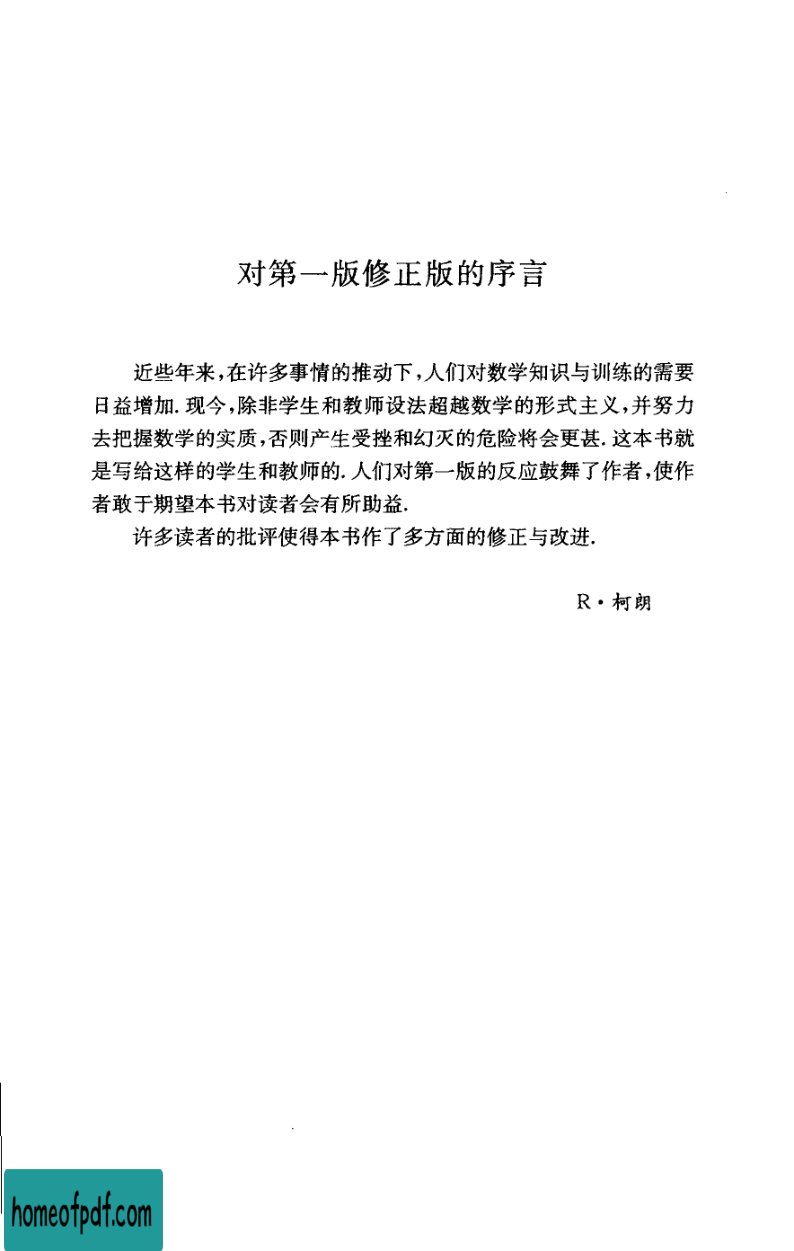 对第一版修正版的序言
近些年来,在许多事情的推动下,人们对数学知识与训练的需要
日益增加. 现今,除非学生和教师设法超越数学的形式主义,并努力
去把握数学的实质,否则产生受挫和幻灭的危险将会更甚. 这本书就
是写给这样的学生和教师的. 人们对第一版的反应鼓舞了作者,使作
者敢于期望本书对读者会有所助益.
许多读者的批评使得本书作了多方面的修正与改进.
R·柯朗
homeofpdf.com